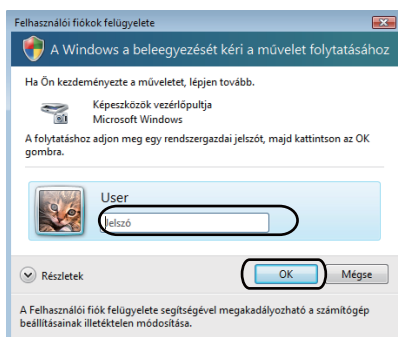 Felhasználói fiókok felügyelete
A Windows a beleegyezését kéri a művelet folytatásához
Ha Ön kezdeményezte a műveletet, lépjen tovább.
Képeszközök vezérlőpultja
Microsoft Windows
A folytatáshoz adjon meg egy rendszergazdai jelszót, majd kattintson az OK
gombra.
User
Jelszó
Részletek
OK
Mégse
A Felhasználói fiók felügyelete segítségével megakadályozható a számítógép
beállításainak illetéktelen módosítása.